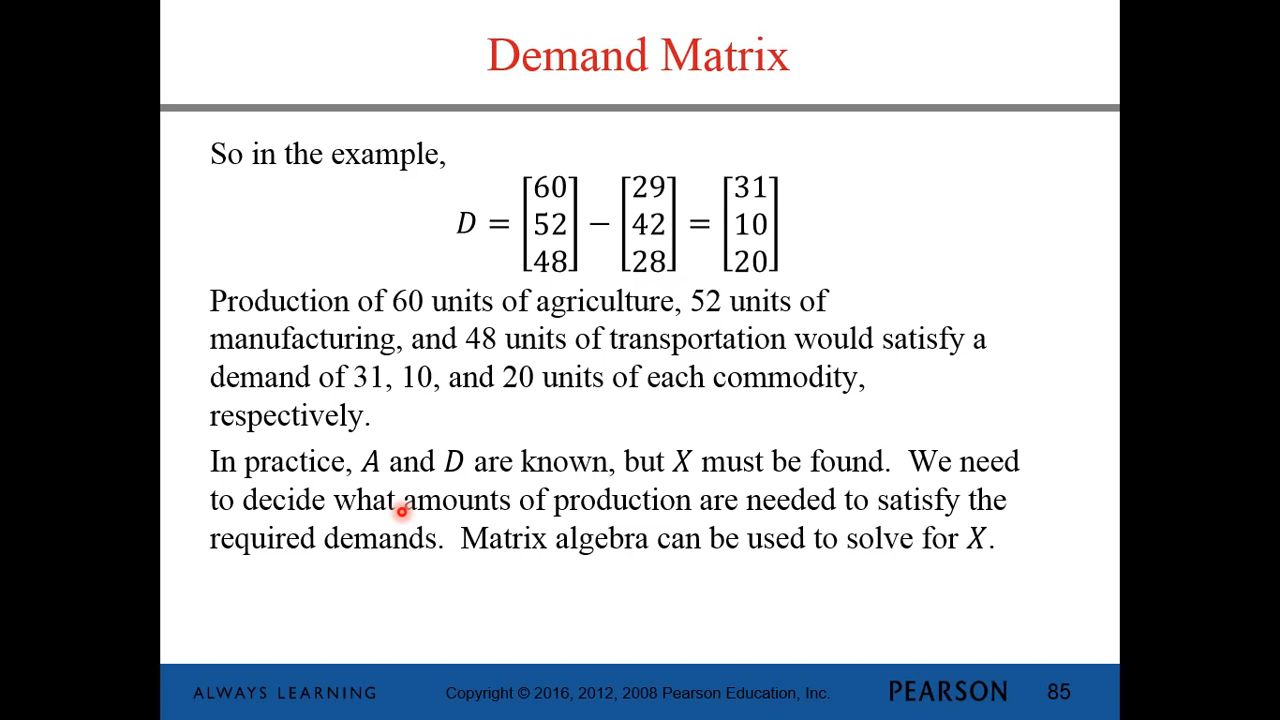 Demand Matrix
So in the example,
D = [60 52 48] − [29 42 28] = [31 10 20]
Production of 60 units of agriculture, 52 units of
manufacturing, and 48 units of transportation would satisfy a
demand of 31, 10, and 20 units of each commodity,
respectively.
In practice, A and D are known, but X must be found. We need
to decide what amounts of production are needed to satisfy the
required demands. Matrix algebra can be used to solve for X.
ALWAYS LEARNING Copyright © 2016, 2012, 2008 Pearson Education, Inc. PEARSON 85